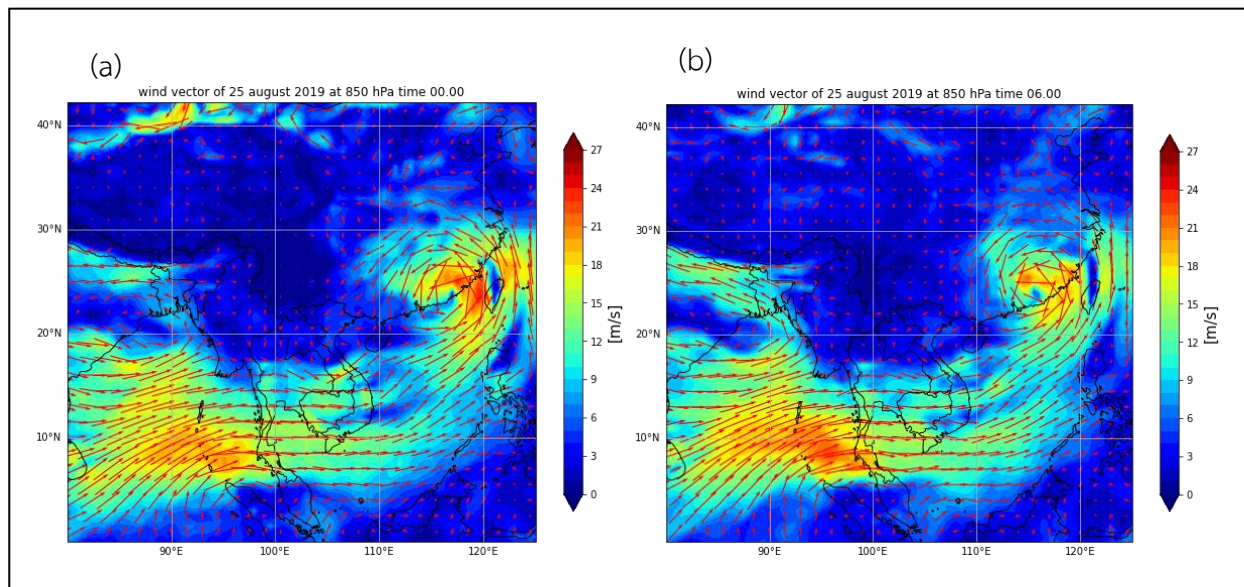 (a)
wind vector of 25 august 2019 at 850 hPa time 00.00
40°N
30°N
20°N
10°N
90°E 100°E 110°E 120°E
27
24
21
18
15
12
9
6
3
0
[m/s]
(b)
wind vector of 25 august 2019 at 850 hPa time 06.00
40°N
30°N
20°N
10°N
90°E 100°E 110°E 120°E
27
24
21
18
15
12
9
6
3
0
[m/s]